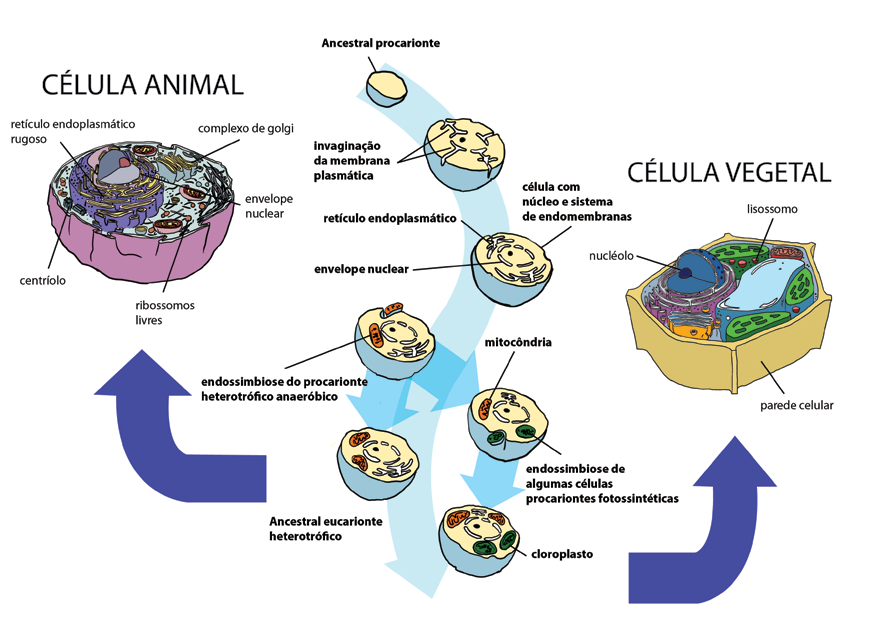 Ancestral procarionte
CÉLULA ANIMAL
retículo endoplasmático
rugoso
complexo de golgi
envelope
nuclear
centríolo
ribossomos
livres
invaginação
da membrana
plasmática
célula com
núcleo e sistema
de endomembranas
retículo endoplasmático
envelope nuclear
CÉLULA VEGETAL
lisossomo
nucléolo
parede celular
mitocôndria
endossimbiose do procarionte
heterotrófico anaeróbico
endossimbiose de
algumas células
procariontes fotossintéticas
Ancestral eucarionte
heterotrófico
cloroplasto